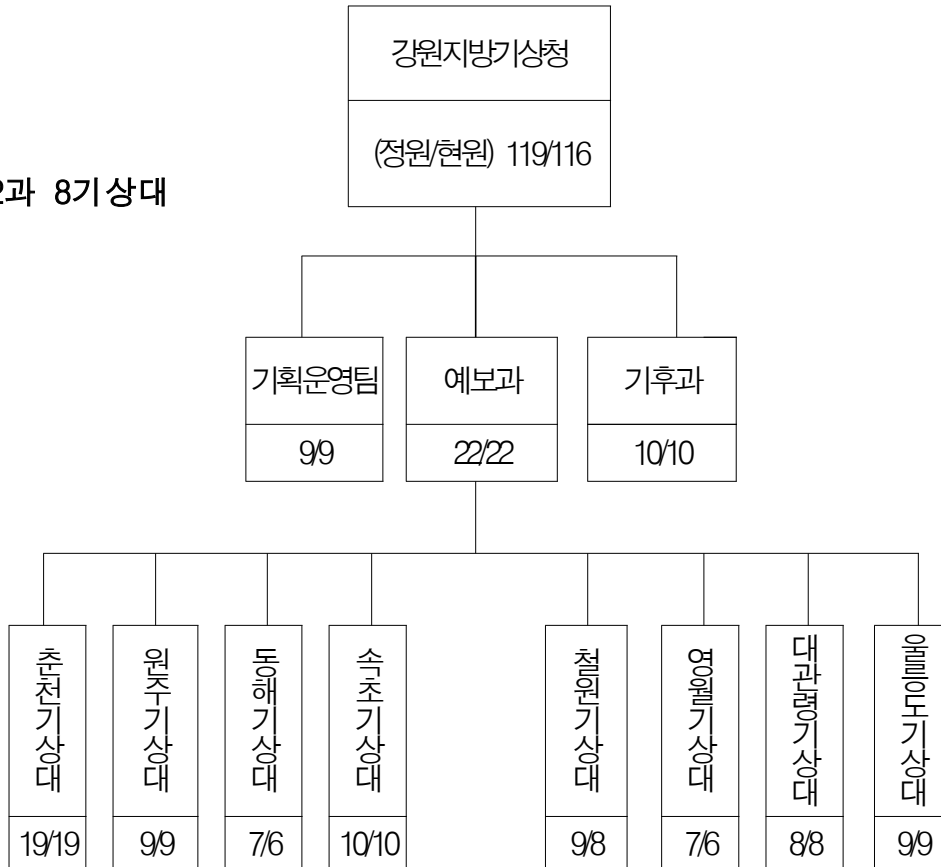 강원지방기상청
(정원/현원) 119/116
2과 8기상대
기획운영팀
9/9
예보과
22/22
기후과
10/10
춘천기상대
19/19
원주기상대
9/9
동해기상대
7/6
속초기상대
10/10
철원기상대
9/8
영월기상대
7/6
대관령기상대
8/8
울릉도기상대
9/9